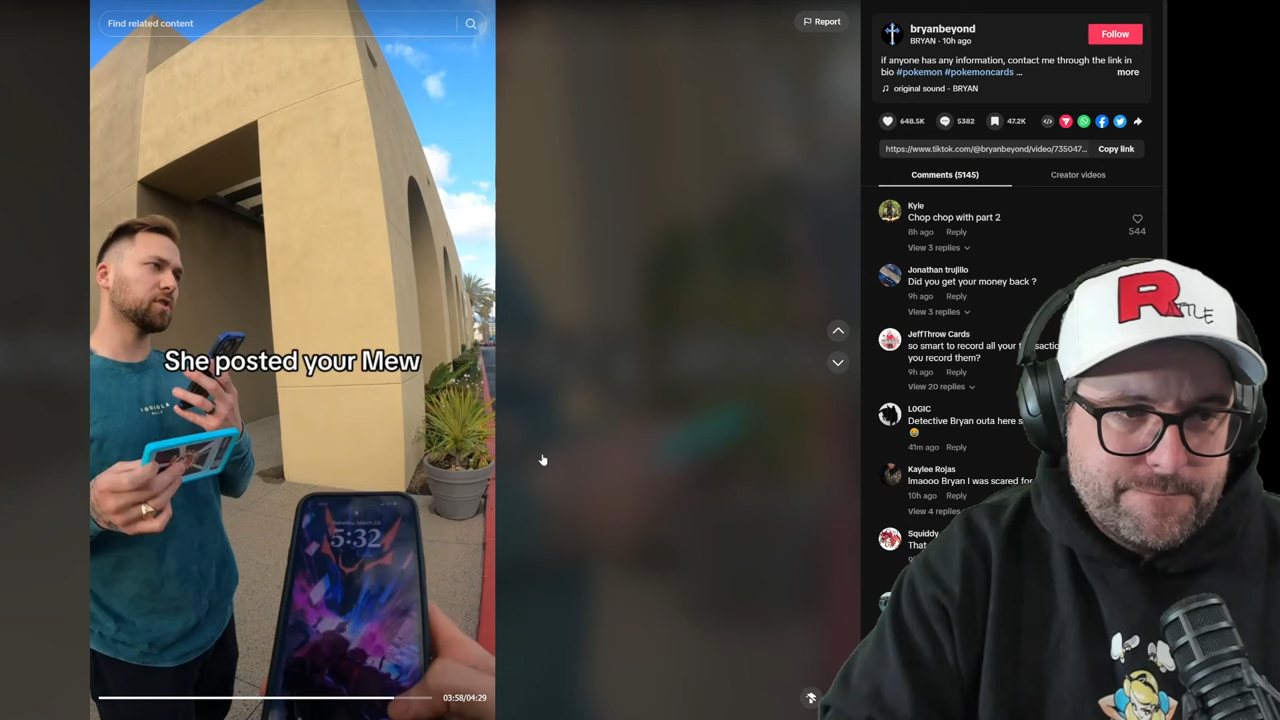 Find related content
Report
She posted your Mew
Saturday, March 23
5:32
03:58/04:29
bryanbeyond
BRYAN · 10h ago
Follow
if anyone has any information, contact me through the link in
bio #pokemon #pokemoncards ...
more
original sound - BRYAN
648.5K
5382
47.2K
https://www.tiktok.com/@bryanbeyond/video/735047...
Copy link
Comments (5145)
Creator videos
Kyle
Chop chop with part 2
8h ago
Reply
544
View 3 replies
Jonathan trujillo
Did you get your money back ?
9h ago
Reply
View 3 replies
JeffThrow Cards
so smart to record all your
you record them?
9h ago
Reply
View 20 replies
L0GIC
Detective Bryan outa here
41m ago
Reply
Kaylee Rojas
lmaooo Bryan I was scared for
10h ago
Reply
View 4 replies
Squiddy
That
R